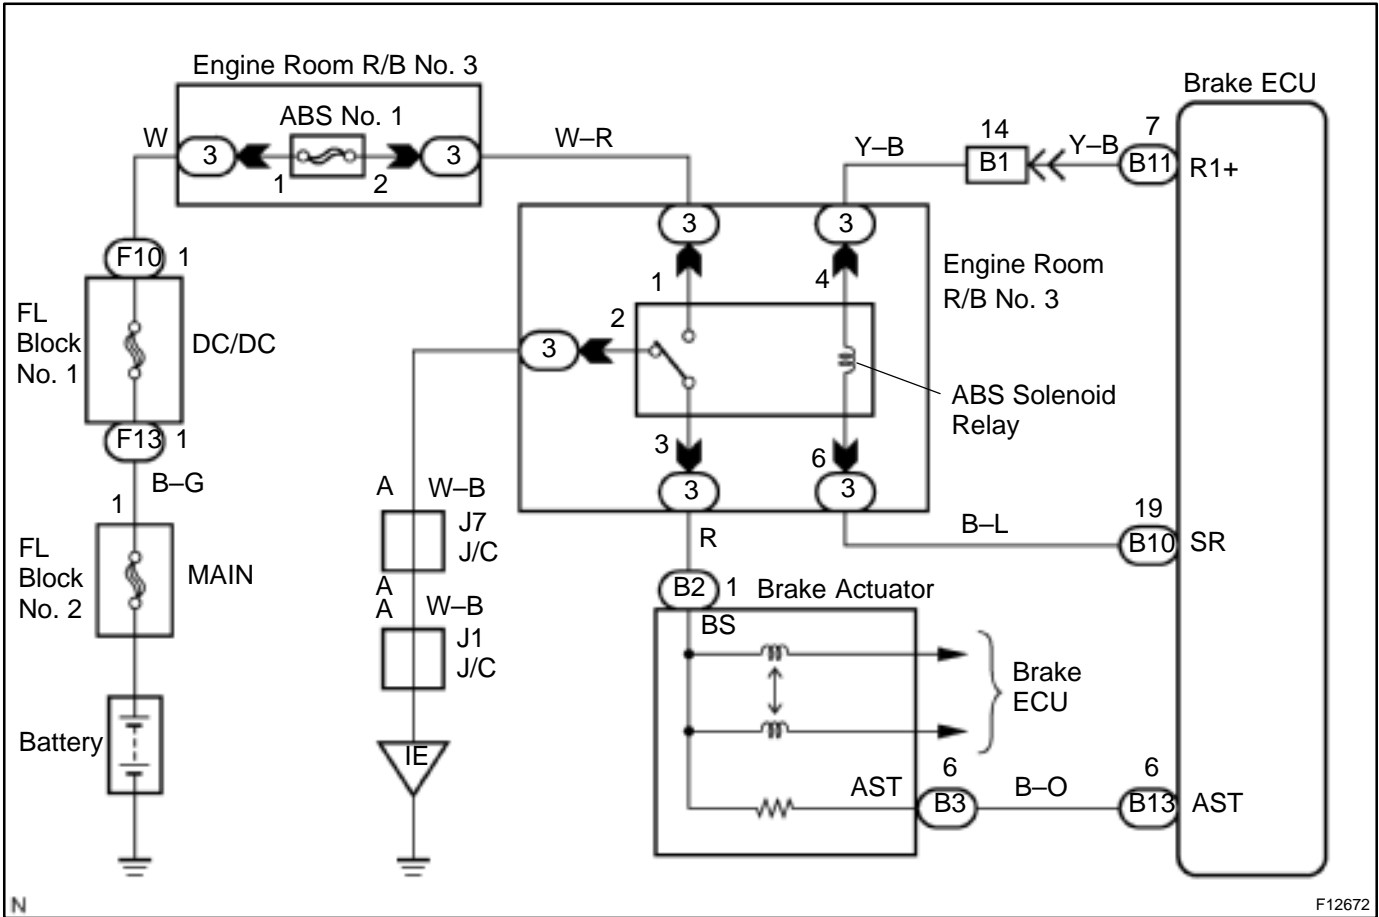 Engine Room R/B No. 3
Brake ECU
ABS No. 1
W
3
1
2
3
W–R
Y–B
14
B1
Y–B
7
B11
R1+
F10
1
3
3
1
4
Engine Room
R/B No. 3
FL
Block
No. 1
DC/DC
3
2
ABS Solenoid
Relay
F13
1
B–G
1
3
6
3
3
A
W–B
J7
J/C
FL
Block
No. 2
MAIN
R
B–L
19
B10
SR
A
A
W–B
J1
J/C
B2
1
Brake Actuator
BS
Brake
ECU
Battery
IE
AST
6
B3
B–O
6
B13
AST
N
F12672